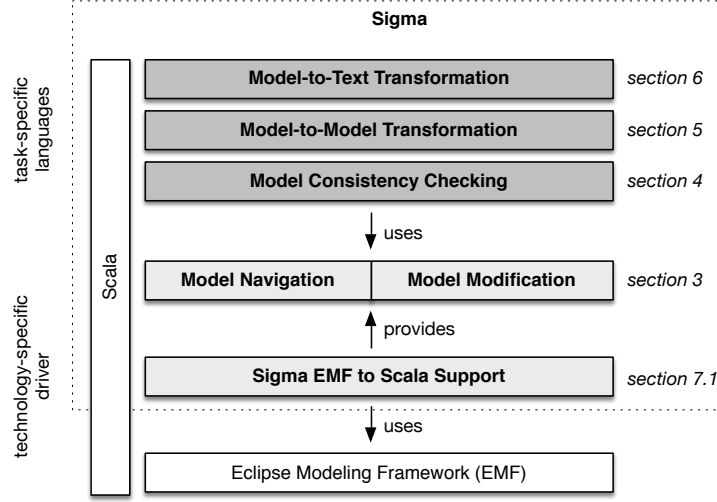 Sigma
Model-to-Text Transformation
section 6
Model-to-Model Transformation
section 5
Model Consistency Checking
section 4
task-specific
languages
uses
Scala
Model Navigation
Model Modification
section 3
provides
technology-specific
driver
Sigma EMF to Scala Support
section 7.1
uses
Eclipse Modeling Framework (EMF)